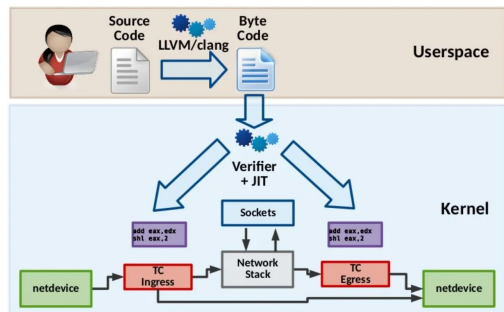 Source
Code
LLVM/clang
Byte
Code
Userspace
Verifier
+ JIT
Kernel
add eax,edx
shl eax,2
Sockets
add eax,edx
shl eax,2
netdevice
TC
Ingress
Network
Stack
TC
Egress
netdevice